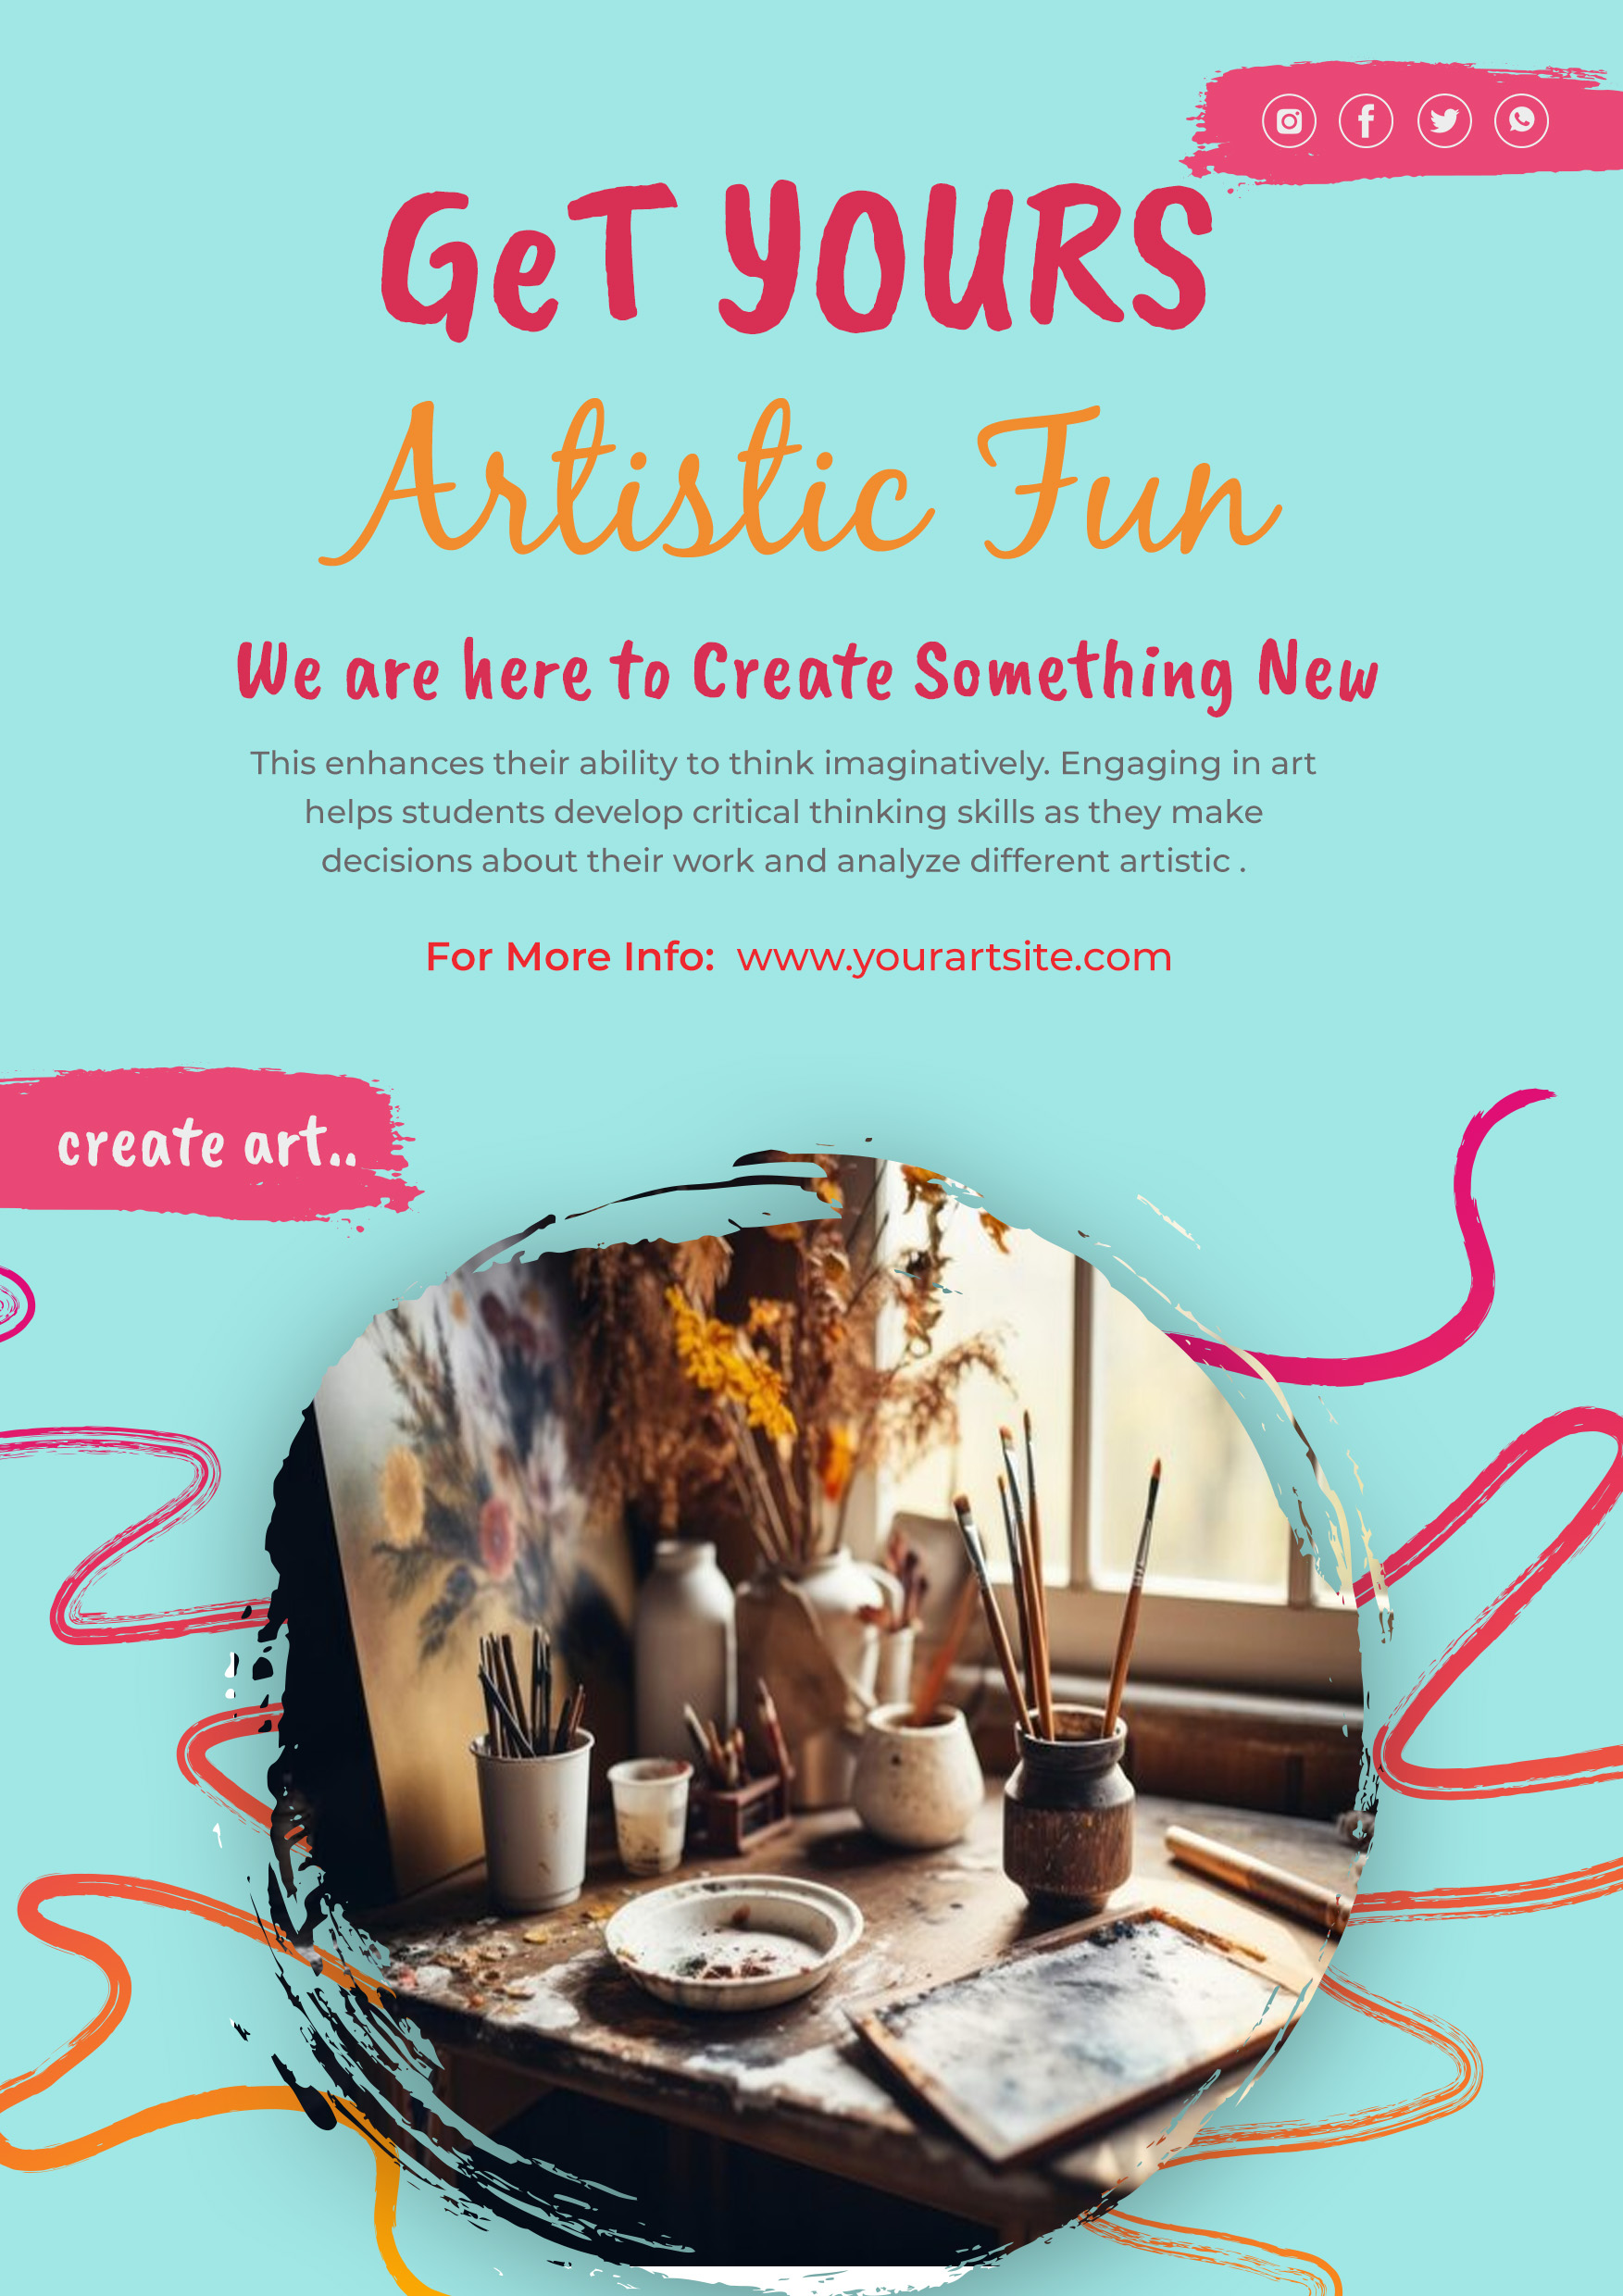 GeT YOURS
Artistic Fun
We are here to Create Something New
This enhances their ability to think imaginatively. Engaging in art
helps students develop critical thinking skills as they make
decisions about their work and analyze different artistic .
For More Info: www.yourartsite.com
create art..